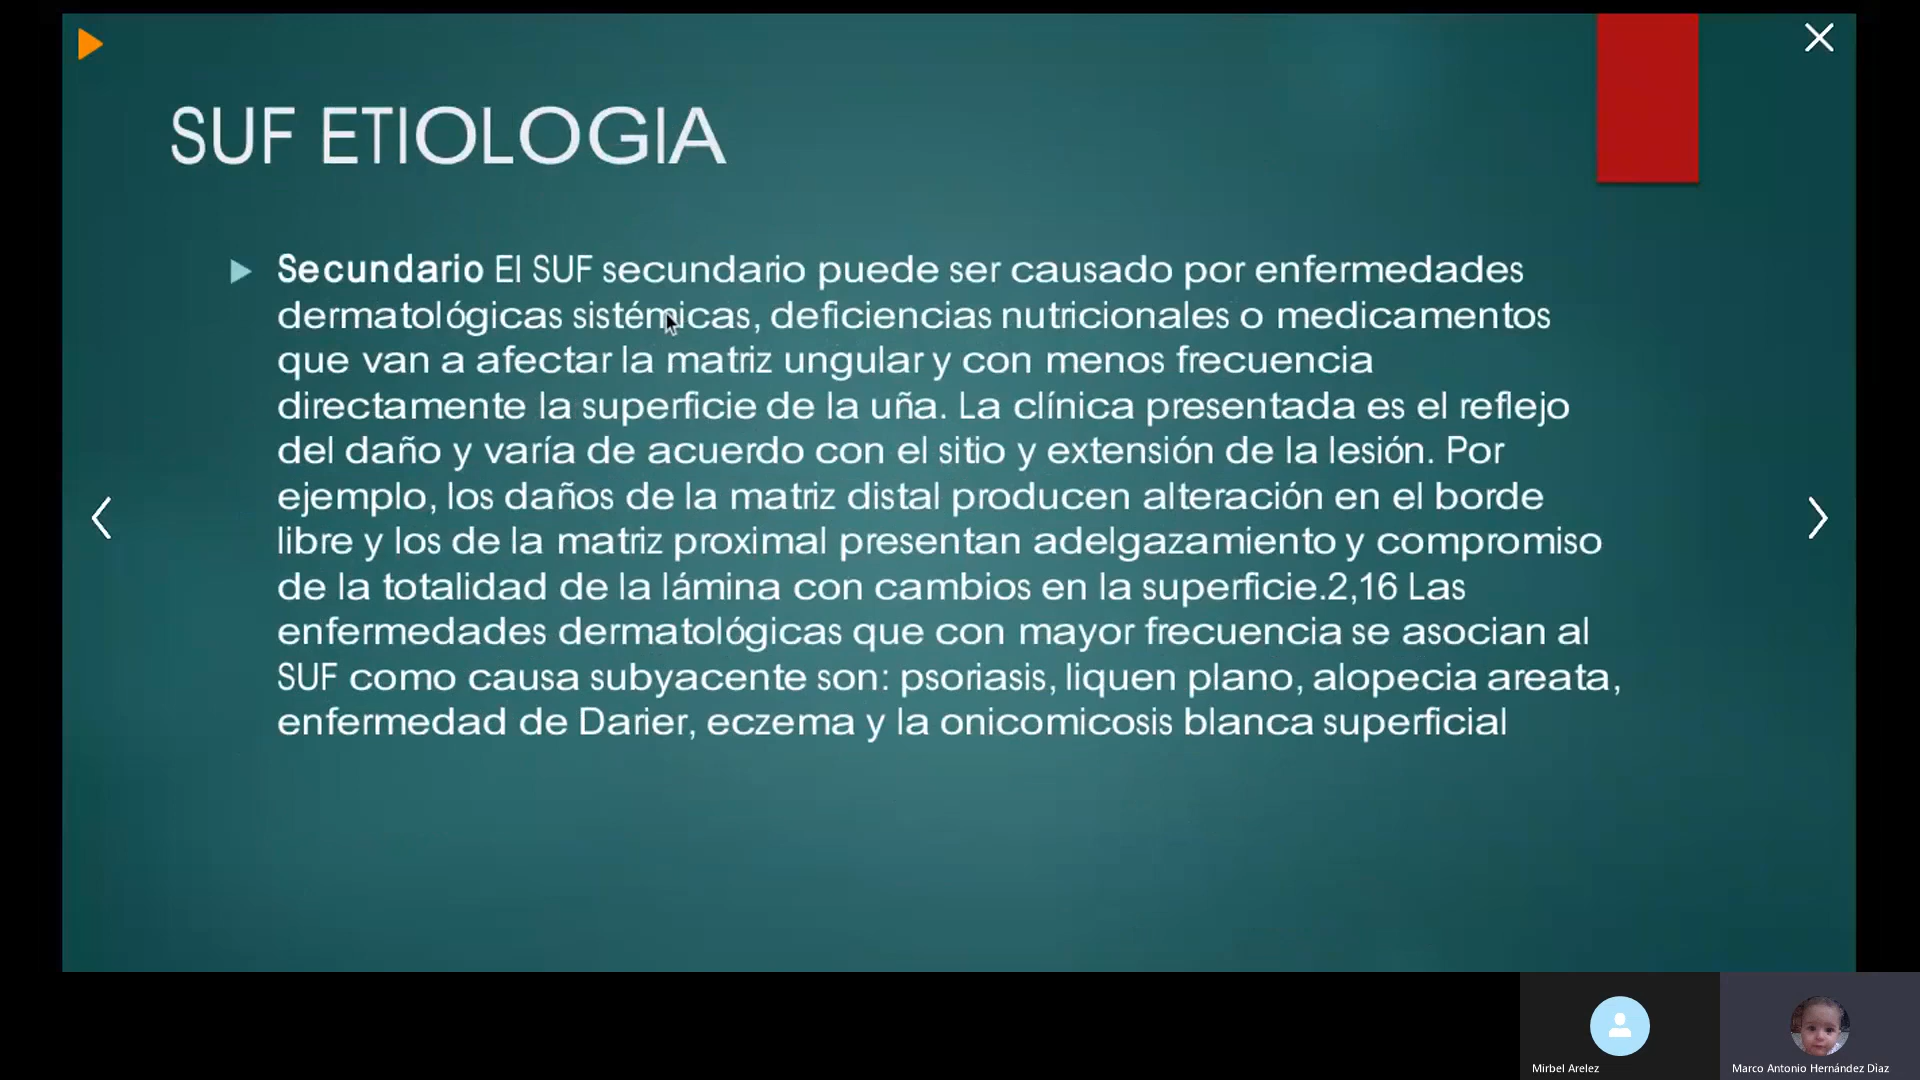 SUF ETIOLOGIA
Secundario El SUF secundario puede ser causado por enfermedades
dermatológicas sistémicas, deficiencias nutricionales o medicamentos
que van a afectar la matriz ungular y con menos frecuencia
directamente la superficie de la uña. La clínica presentada es el reflejo
del daño y varía de acuerdo con el sitio y extensión de la lesión. Por
ejemplo, los daños de la matriz distal producen alteración en el borde
libre y los de la matriz proximal presentan adelgazamiento y compromiso
de la totalidad de la lámina con cambios en la superficie.2,16 Las
enfermedades dermatológicas que con mayor frecuencia se asocian al
SUF como causa subyacente son: psoriasis, liquen plano, alopecia areata,
enfermedad de Darier, eczema y la onicomicosis blanca superficial
Mirbel Arelez
Marco Antonio Hernández Díaz